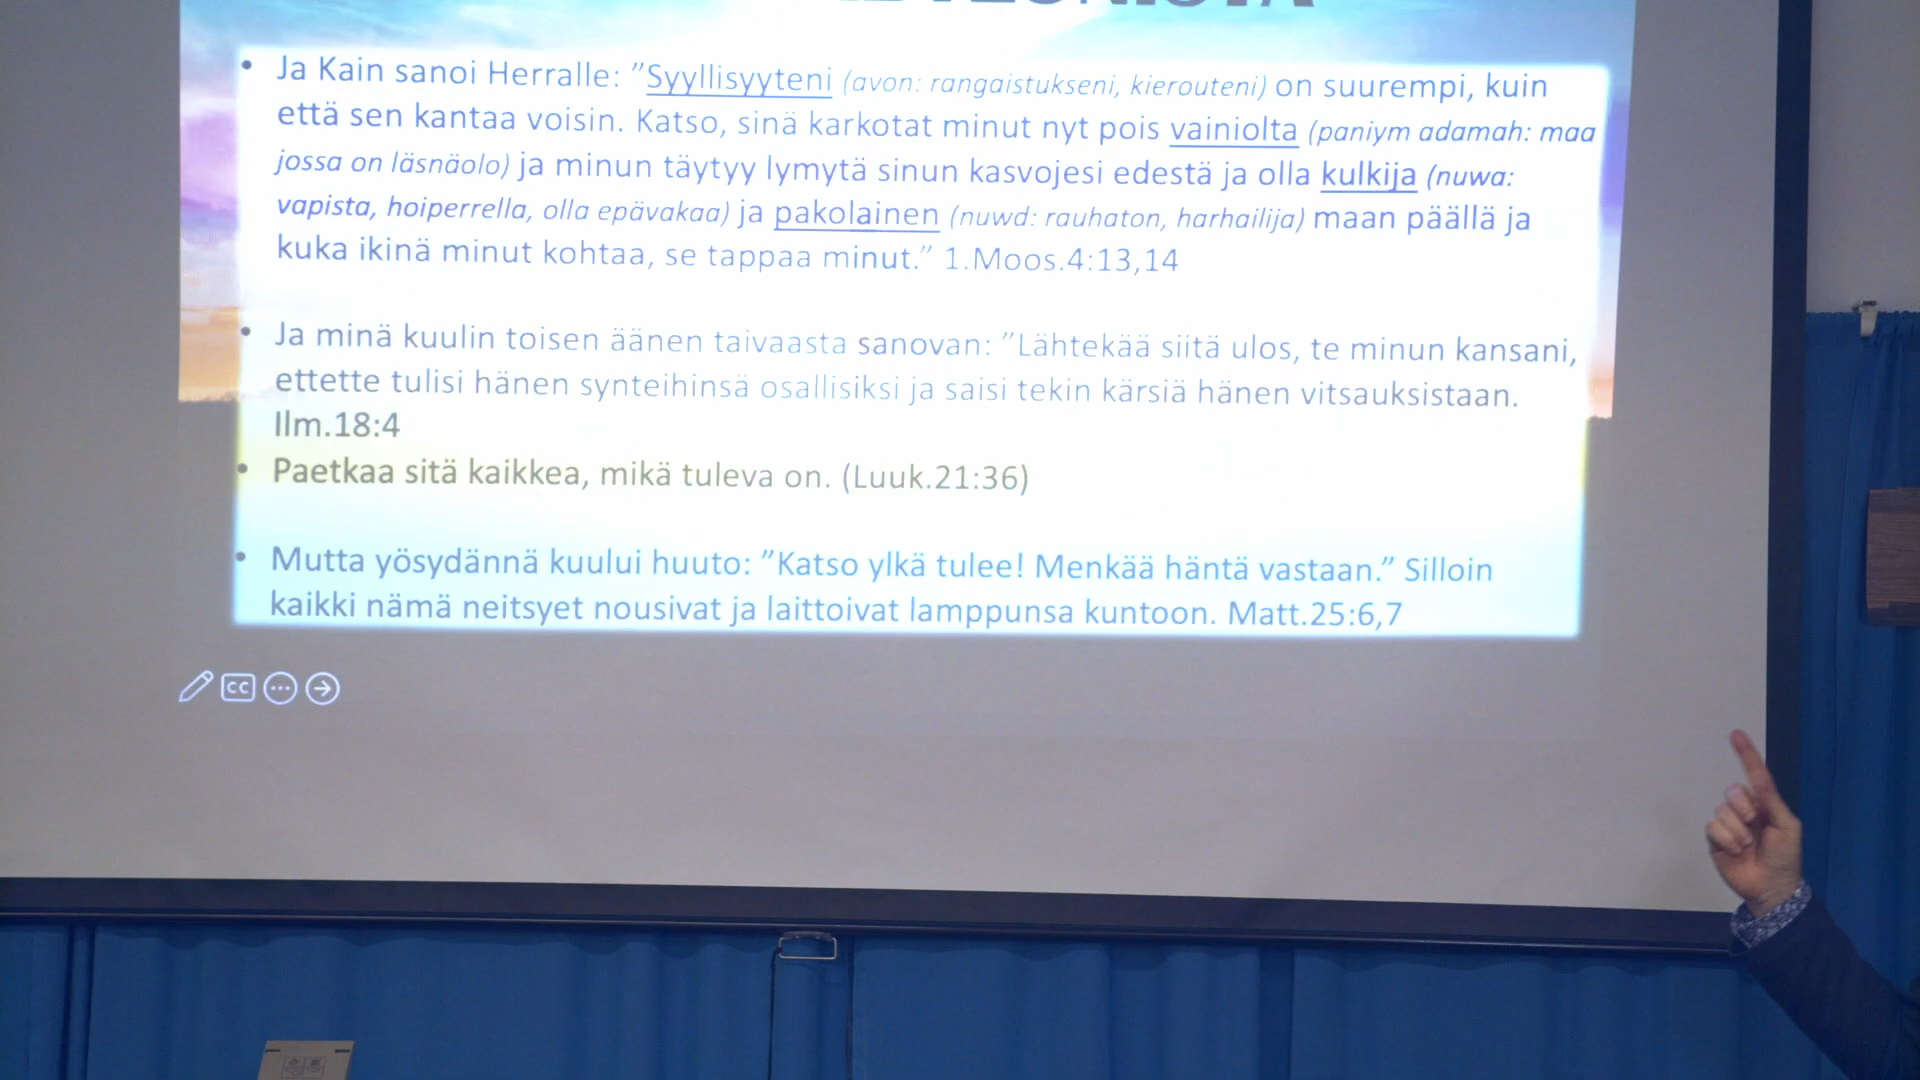 • Ja Kain sanoi Herralle: ”Syyllisyyteni (avon: rangaistukseni, kierouteni) on suurempi, kuin
että sen kantaa voisin. Katso, sinä karkotat minut nyt pois vainiolta (paniym adamah: maa
jossa on läsnäolo) ja minun täytyy lymytä sinun kasvojesi edestä ja olla kulkija (nuwa:
vapista, hoiperrella, olla epävakaa) ja pakolainen (nuwd: rauhaton, harhailija) maan päällä ja
kuka ikinä minut kohtaa, se tappaa minut.” 1.Moos.4:13,14
• Ja minä kuulin toisen äänen taivaasta sanovan: ”Lähtekää siitä ulos, te minun kansani,
ettette tulisi hänen synteihinsä osallisiksi ja saisi tekin kärsiä hänen vitsauksistaan.
Ilm.18:4
• Paetkaa sitä kaikkea, mikä tuleva on. (Luuk.21:36)
• Mutta yösydännä kuului huuto: ”Katso ylkä tulee! Menkää häntä vastaan.” Silloin
kaikki nämä neitsyet nousivat ja laittoivat lamppunsa kuntoon. Matt.25:6,7
CC